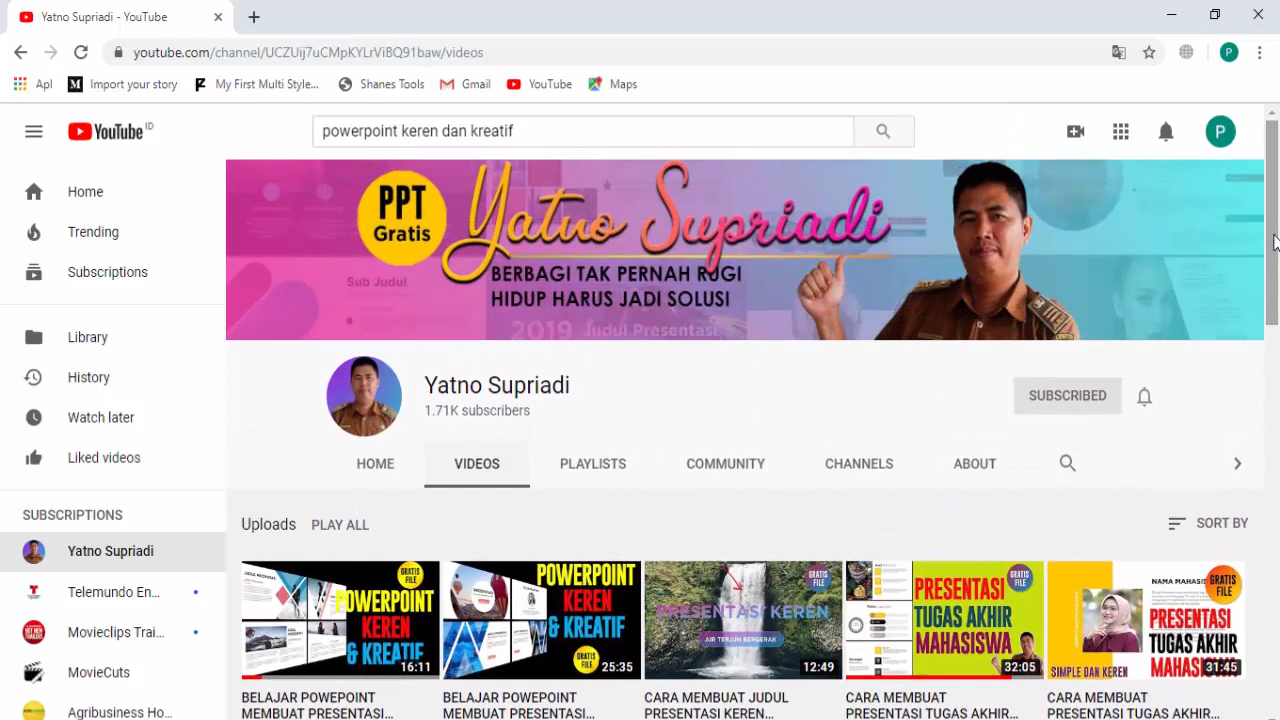 Yatno Supriadi - YouTube
youtube.com/channel/UCZUij7uCMpKYLrViBQ91baw/videos
Apl Import your story My First Multi Style... Shanes Tools Gmail YouTube Maps
YouTube ID
powerpoint keren dan kreatif
P
Home
Trending
Subscriptions
Library
History
Watch later
Liked videos
SUBSCRIPTIONS
Yatno Supriadi
Telemundo En...
Movieclips Trai...
MovieCuts
Agribusiness Ho...
PPT
Gratis
Yatno Supriadi
BERBAGI TAK PERNAH RUGI
HIDUP HARUS JADI SOLUSI
Sub Judul
2019 Judul Presentasi
Yatno Supriadi
1.71K subscribers
SUBSCRIBED
HOME VIDEOS PLAYLISTS COMMUNITY CHANNELS ABOUT
Uploads PLAY ALL
SORT BY
GRATIS
FILE
POWERPOINT
KEREN
& KREATIF
16:11
BELAJAR POWEPOINT
MEMBUAT PRESENTASI...
POWERPOINT
KEREN
& KREATIF
GRATIS
FILE
25:35
BELAJAR POWEPOINT
MEMBUAT PRESENTASI...
GRATIS
FILE
PRESENTASI KEREN
AIR TERJUN BERGERAK
12:49
CARA MEMBUAT JUDUL
PRESENTASI KEREN...
GRATIS
FILE
PRESENTASI
TUGAS AKHIR
MAHASISWA
32:05
CARA MEMBUAT
PRESENTASI TUGAS AKHIR...
NAMA MAHASIS
GRATIS
FILE
PRESENTASI
TUGAS AKHIR
SIMPLE DAN KEREN
31:45
CARA MEMBUAT
PRESENTASI TUGAS AKHIR...